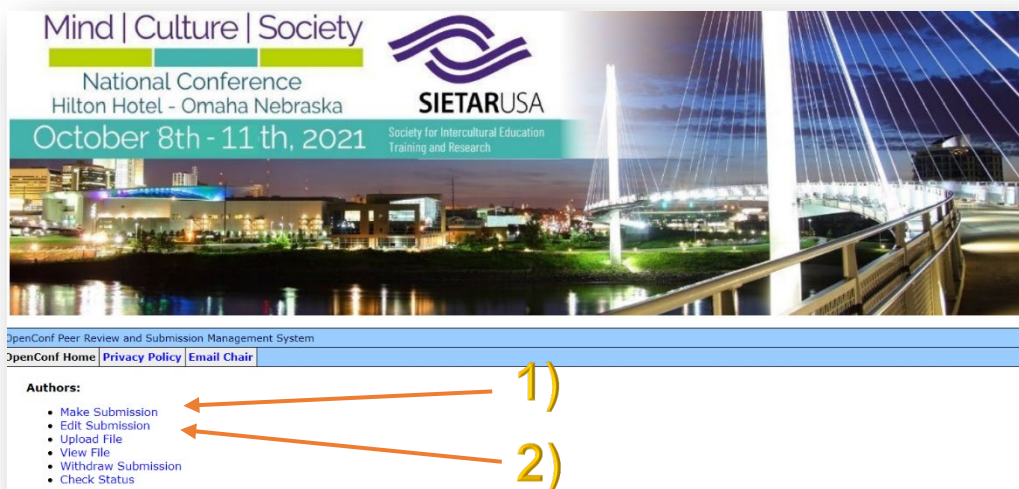 Mind | Culture | Society
National Conference
Hilton Hotel - Omaha Nebraska
October 8th - 11 th, 2021
SIETARUSA
Society for Intercultural Education
Training and Research
OpenConf Peer Review and Submission Management System
OpenConf Home Privacy Policy Email Chair
Authors:
• Make Submission
• Edit Submission
• Upload File
• View File
• Withdraw Submission
• Check Status
1)
2)